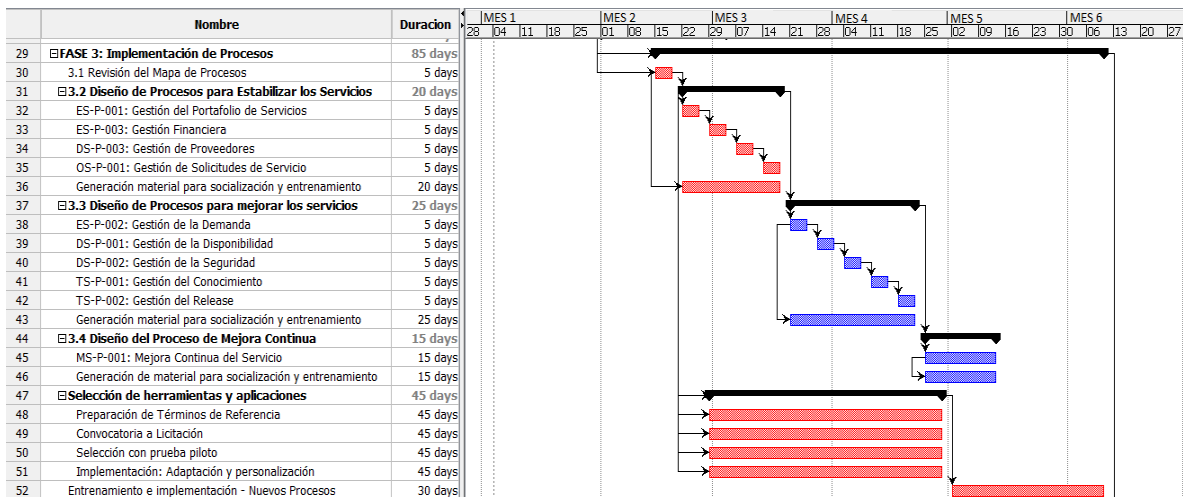 Nombre Duracion MES 1 MES 2 MES 3 MES 4 MES 5 MES 6
28 04 11 18 25 01 08 15 22 29 07 14 21 28 04 11 18 25 02 09 16 23 30 06 13 20 27
29 FASE 3: Implementación de Procesos 85 days
30 3.1 Revisión del Mapa de Procesos 5 days
31 3.2 Diseño de Procesos para Estabilizar los Servicios 20 days
32 ES-P-001: Gestión del Portafolio de Servicios 5 days
33 ES-P-003: Gestión Financiera 5 days
34 DS-P-003: Gestión de Proveedores 5 days
35 OS-P-001: Gestión de Solicitudes de Servicio 5 days
36 Generación material para socialización y entrenamiento 20 days
37 3.3 Diseño de Procesos para mejorar los servicios 25 days
38 ES-P-002: Gestión de la Demanda 5 days
39 DS-P-001: Gestión de la Disponibilidad 5 days
40 DS-P-002: Gestión de la Seguridad 5 days
41 TS-P-001: Gestión del Conocimiento 5 days
42 TS-P-002: Gestión del Release 5 days
43 Generación material para socialización y entrenamiento 25 days
44 3.4 Diseño del Proceso de Mejora Continua 15 days
45 MS-P-001: Mejora Continua del Servicio 15 days
46 Generación de material para socialización y entrenamiento 15 days
47 Selección de herramientas y aplicaciones 45 days
48 Preparación de Términos de Referencia 45 days
49 Convocatoria a Licitación 45 days
50 Selección con prueba piloto 45 days
51 Implementación: Adaptación y personalización 45 days
52 Entrenamiento e implementación - Nuevos Procesos 30 days